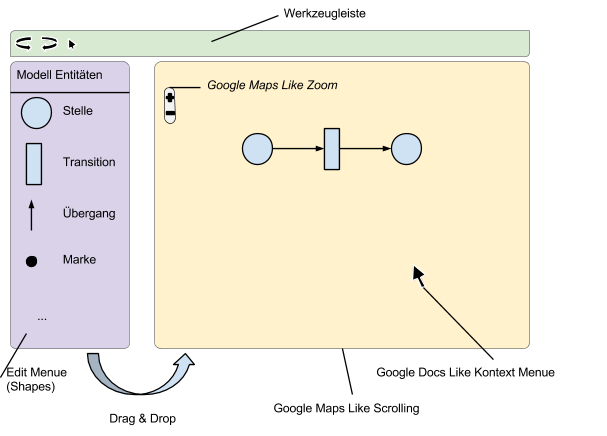 Werkzeugleiste
Modell Entitäten
Google Maps Like Zoom
Stelle
Transition
Übergang
Marke
...
Edit Menue
(Shapes)
Google Docs Like Kontext Menue
Google Maps Like Scrolling
Drag & Drop